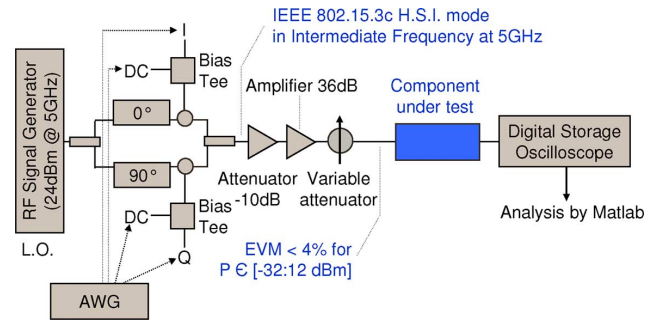 IEEE 802.15.3c H.S.I. mode
in Intermediate Frequency at 5GHz
I
DC
Bias
Tee
Amplifier 36dB
Component
under test
RF Signal Generator
(24dBm @ 5GHz)
0°
90°
Digital Storage
Oscilloscope
Attenuator
-10dB
Variable
attenuator
DC
Bias
Tee
Analysis by Matlab
L.O.
Q
EVM < 4% for
P Є [-32:12 dBm]
AWG